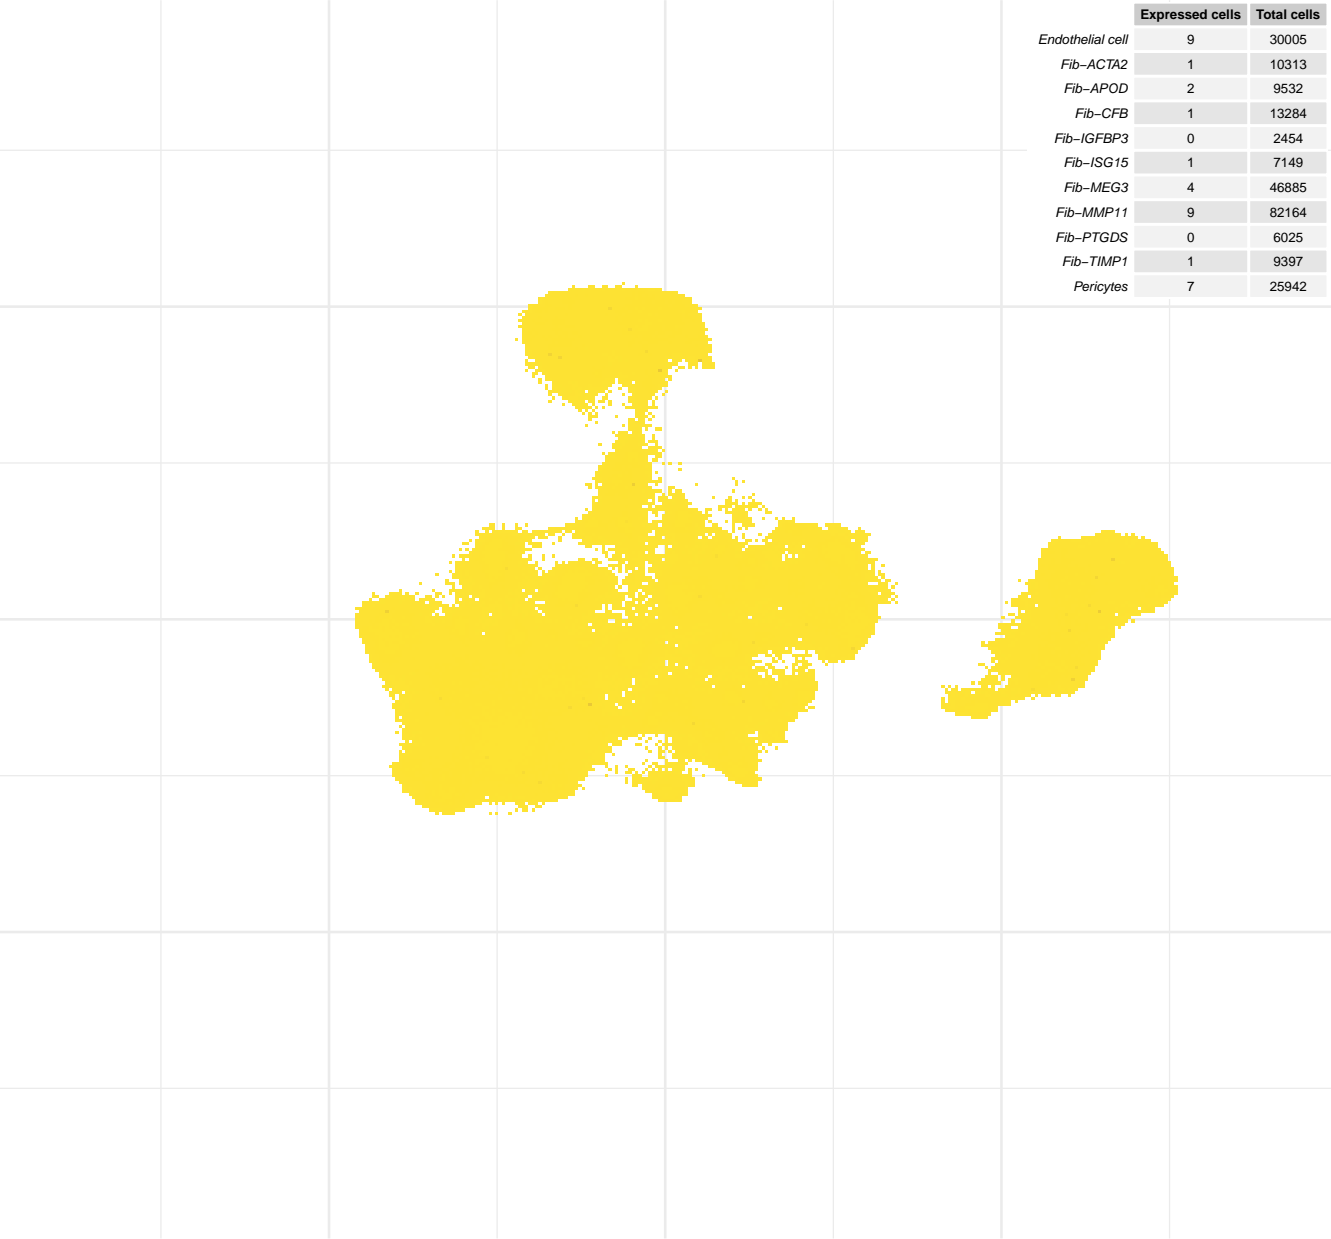 Expressed cells Total cells
Endothelial cell 9 30005
Fib−ACTA2 1 10313
Fib−APOD 2 9532
Fib−CFB 1 13284
Fib−IGFBP3 0 2454
Fib−ISG15 1 7149
Fib−MEG3 4 46885
Fib−MMP11 9 82164
Fib−PTGDS 0 6025
Fib−TIMP1 1 9397
Pericytes 7 25942